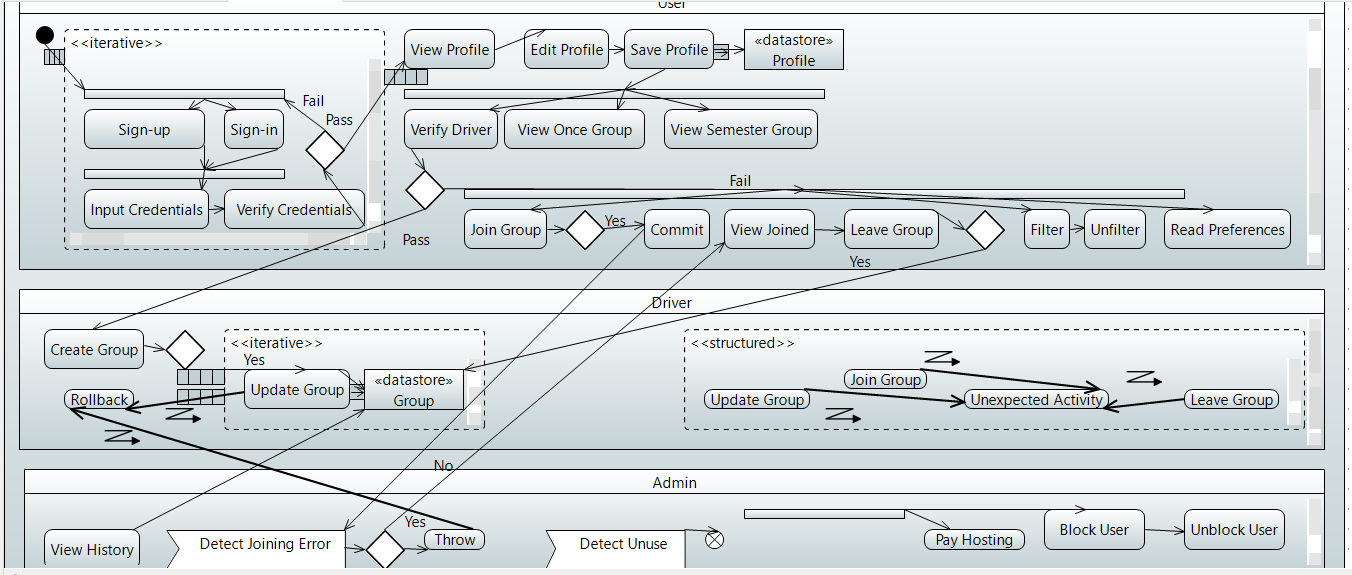 User
<<iterative>>
View Profile
Edit Profile
Save Profile
«datastore»
Profile
Fail
Pass
Sign-up
Sign-in
Verify Driver
View Once Group
View Semester Group
Input Credentials
Verify Credentials
Fail
Pass
Join Group
Yes
Commit
View Joined
Leave Group
Filter
Unfilter
Read Preferences
Yes
Driver
Create Group
<<iterative>>
Yes
Update Group
«datastore»
Group
Rollback
<<structured>>
Join Group
Update Group
Unexpected Activity
Leave Group
No
Admin
View History
Detect Joining Error
Yes
Throw
Detect Unuse
Pay Hosting
Block User
Unblock User